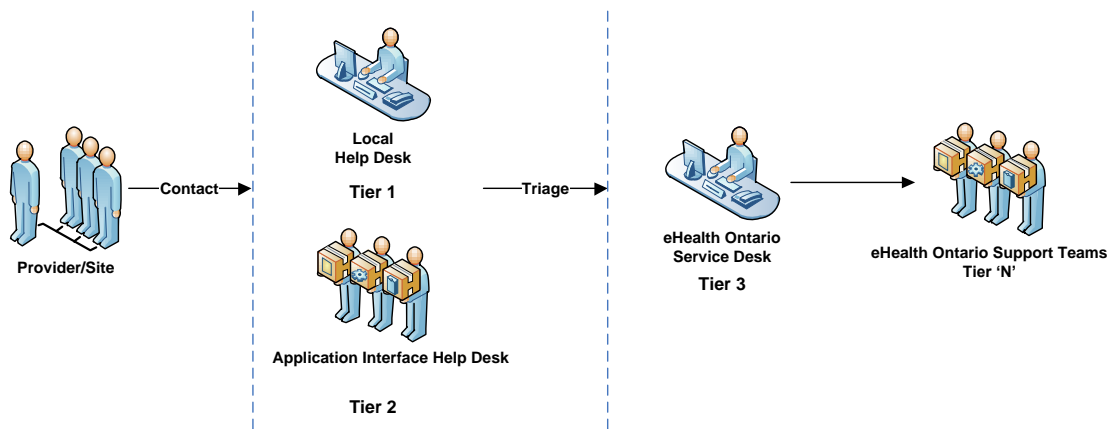 Provider/Site
Contact
Local
Help Desk
Tier 1
Application Interface Help Desk
Tier 2
Triage
eHealth Ontario
Service Desk
Tier 3
eHealth Ontario Support Teams
Tier ‘N’